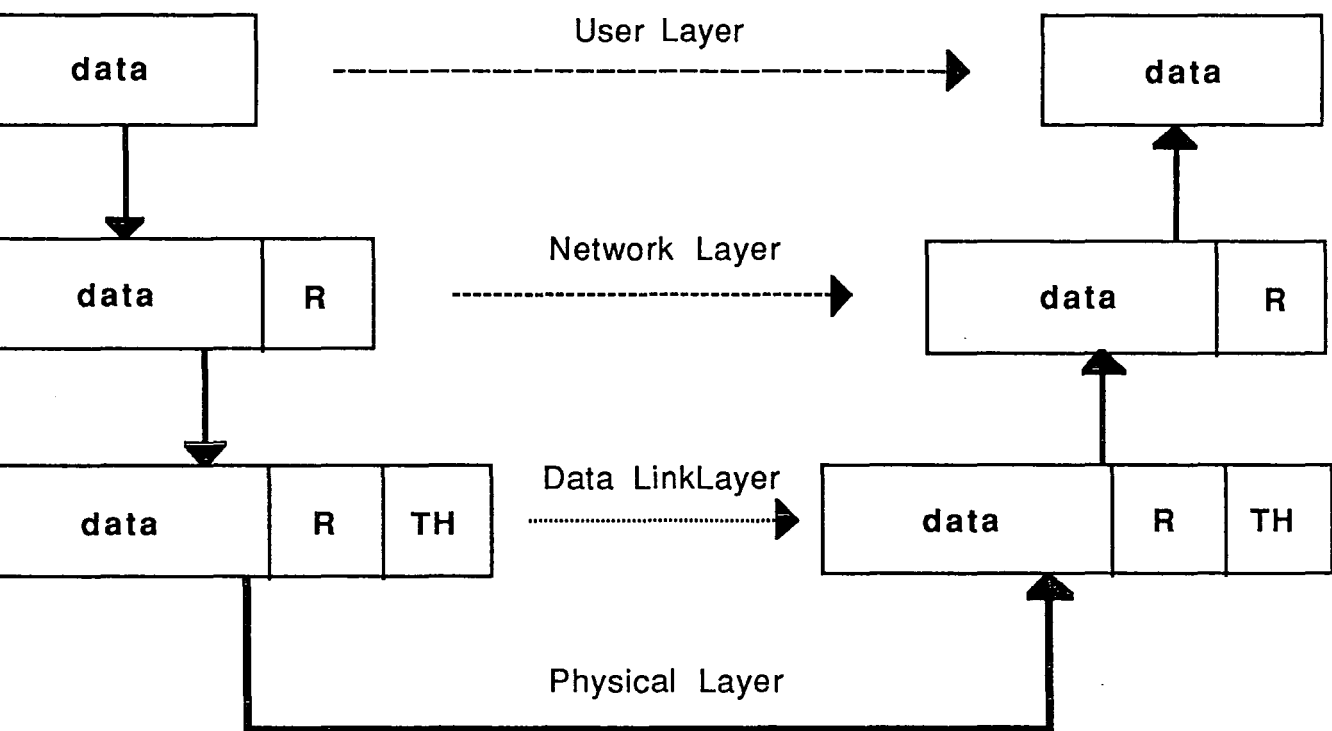 User Layer
data
data
Network Layer
data R
data R
Data LinkLayer
data R TH
data R TH
Physical Layer